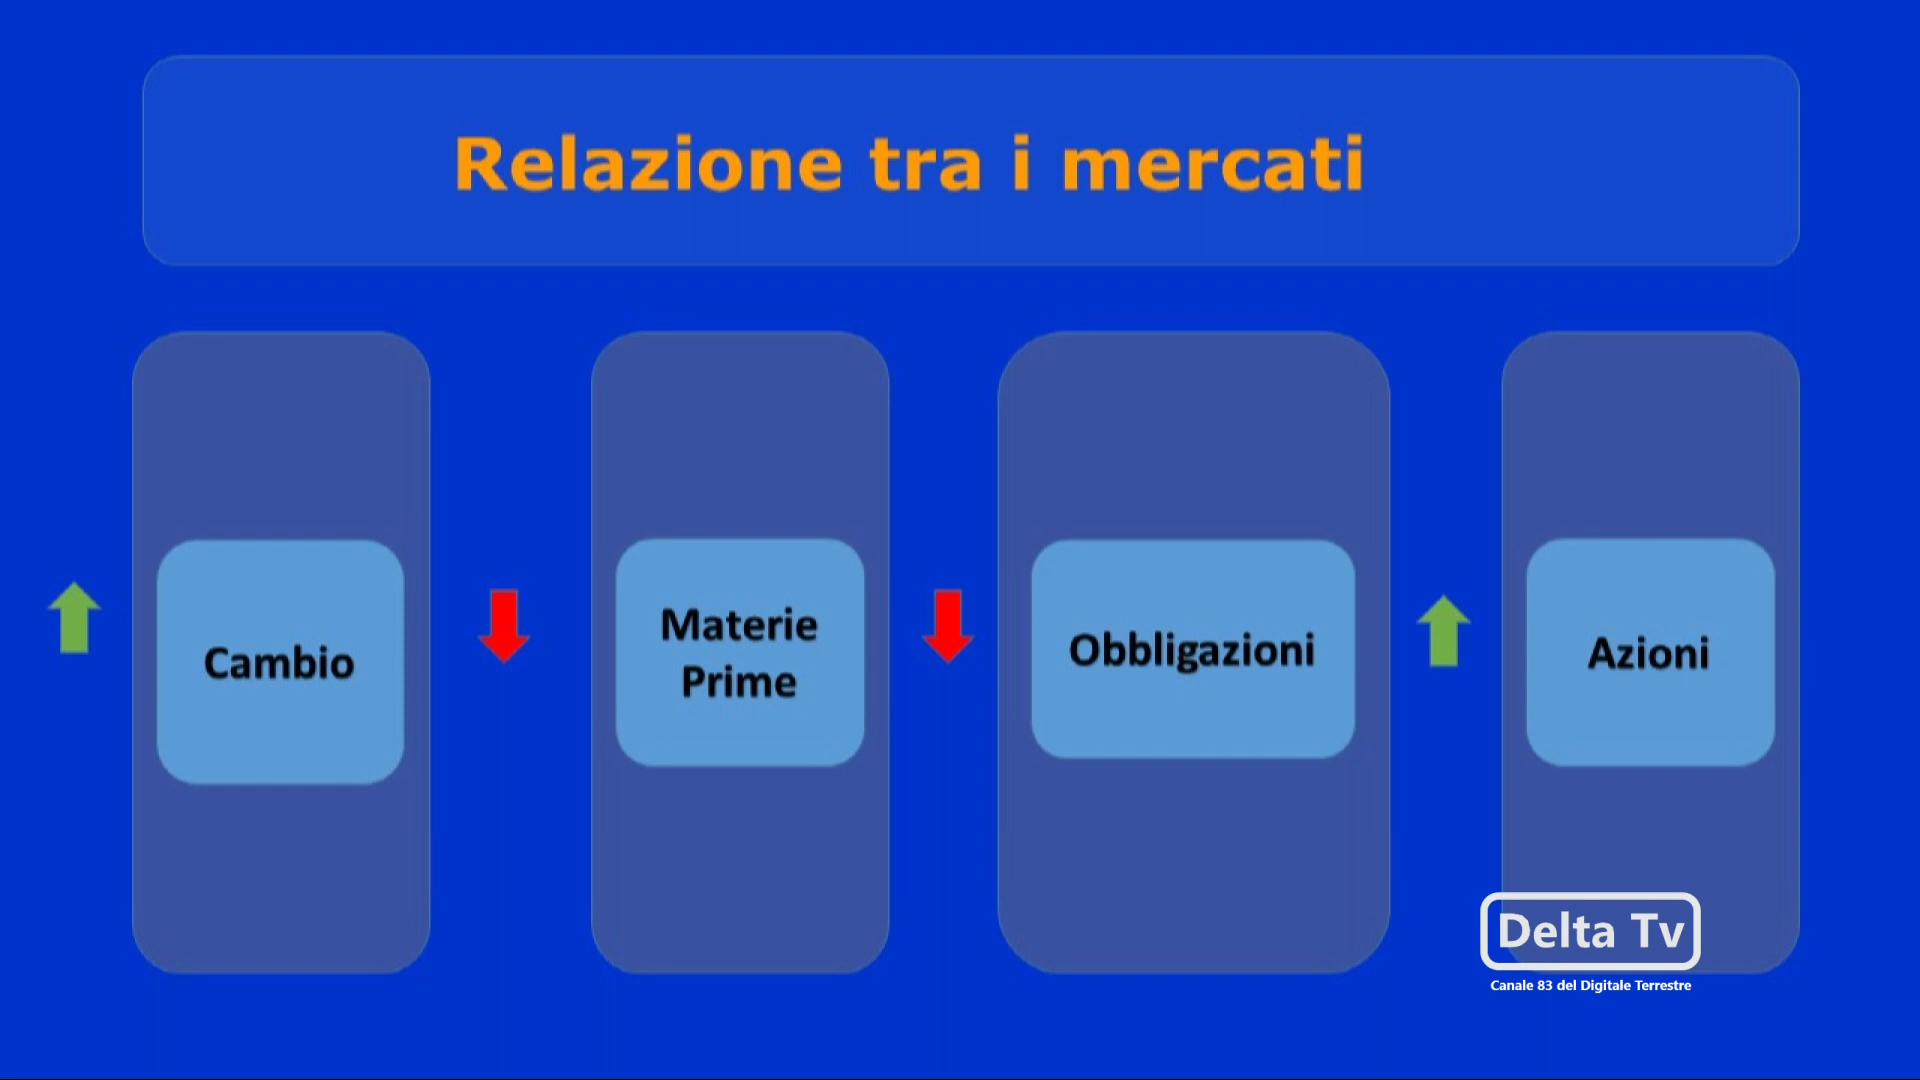 Relazione tra i mercati
Cambio
Materie
Prime
Obbligazioni
Azioni
Delta Tv
Canale 83 del Digitale Terrestre